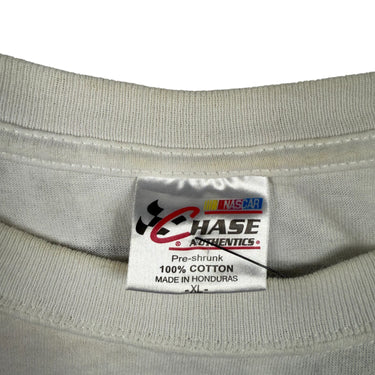 NASCAR
CHASE
AUTHENTICS®
Pre-shrunk
100% COTTON
MADE IN HONDURAS
-XL-